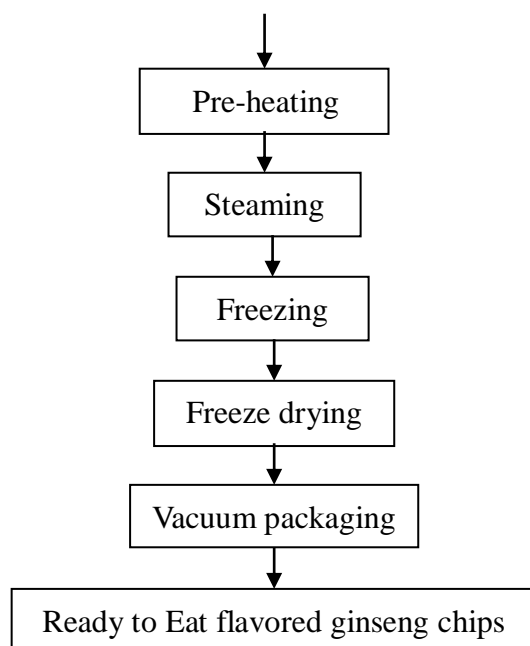 Pre-heating
Steaming
Freezing
Freeze drying
Vacuum packaging
Ready to Eat flavored ginseng chips